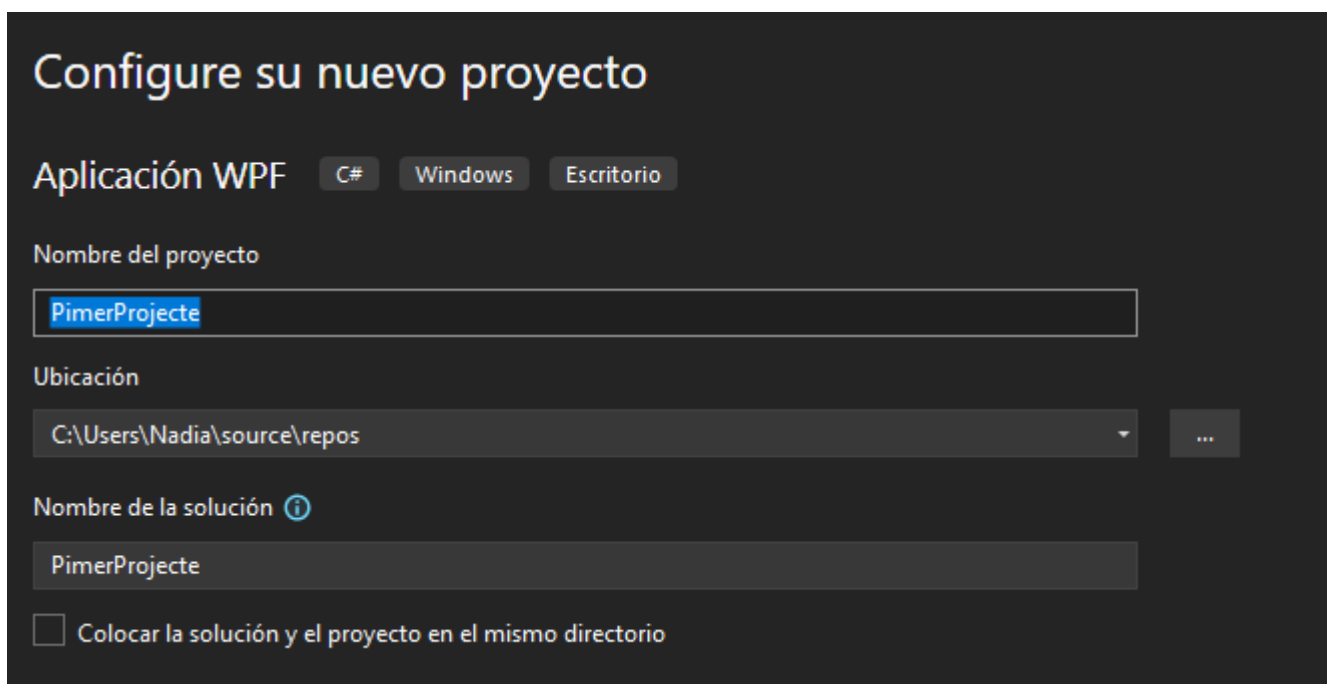 Configure su nuevo proyecto
Aplicación WPF C# Windows Escritorio
Nombre del proyecto
PimerProjecte
Ubicación
C:\Users\Nadia\source\repos
...
Nombre de la solución
PimerProjecte
Colocar la solución y el proyecto en el mismo directorio